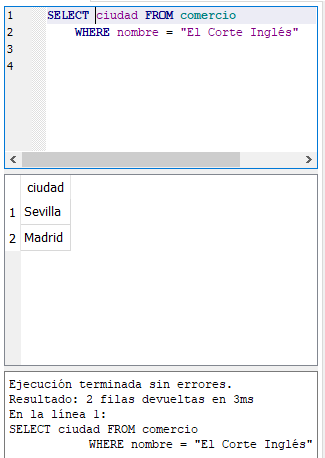 1 SELECT ciudad FROM comercio
2 WHERE nombre = "El Corte Inglés"
3
4
ciudad
1 Sevilla
2 Madrid
Ejecución terminada sin errores.
Resultado: 2 filas devueltas en 3ms
En la línea 1:
SELECT ciudad FROM comercio
WHERE nombre = "El Corte Inglés"